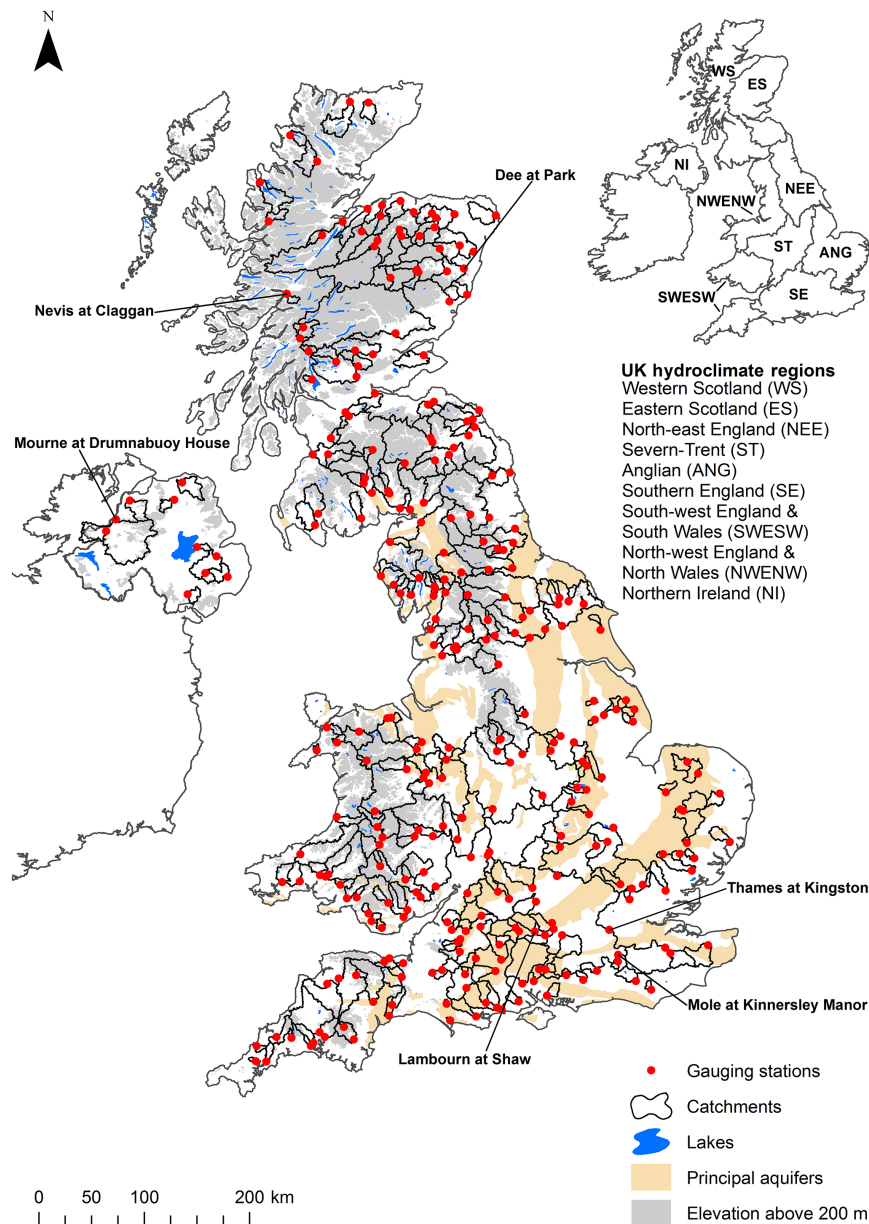 N
WS
ES
NI
NEE
NWENW
ST
ANG
SWESW
SE
Dee at Park
Nevis at Claggan
UK hydroclimate regions
Western Scotland (WS)
Eastern Scotland (ES)
North-east England (NEE)
Severn-Trent (ST)
Anglian (ANG)
Southern England (SE)
South-west England &
South Wales (SWESW)
North-west England &
North Wales (NWENW)
Northern Ireland (NI)
Mourne at Drumnabuoy House
Thames at Kingston
Mole at Kinnersley Manor
Lambourn at Shaw
Gauging stations
Catchments
Lakes
Principal aquifers
Elevation above 200 m
0 50 100 200 km